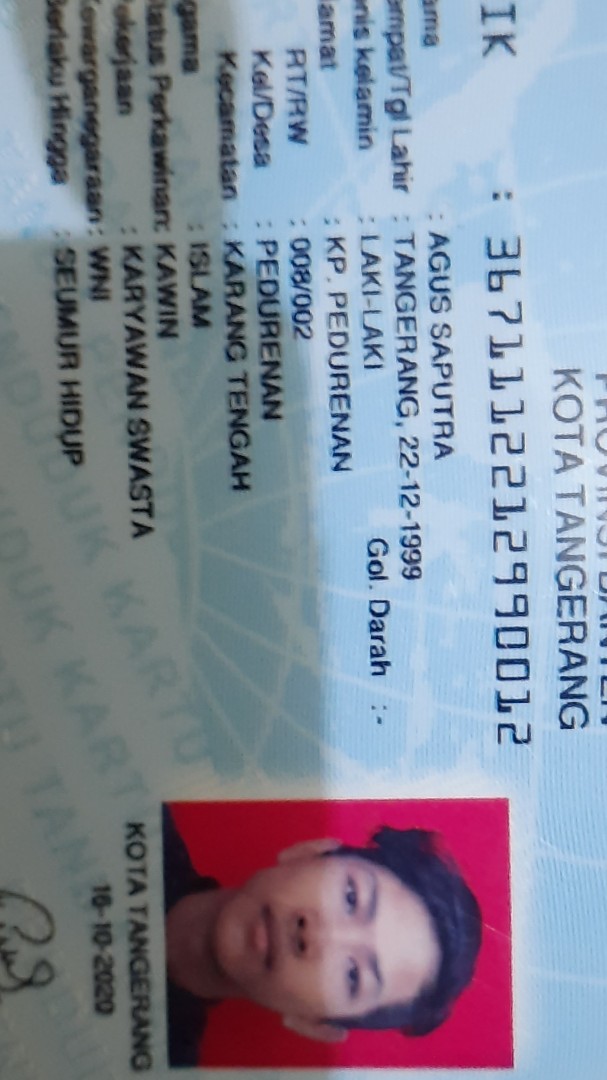 PROVINSI BANTEN
KOTA TANGERANG
IK : 3671112212990012
ama : AGUS SAPUTRA
empat/Tgl Lahir : TANGERANG, 22-12-1999
nis kelamin : LAKI-LAKI Gol. Darah : -
lamat : KP. PEDURENAN
RT/RW : 008/002
Kel/Desa : PEDURENAN
Kecamatan : KARANG TENGAH
gama : ISLAM
tatus Perkawinan: KAWIN
ekerjaan : KARYAWAN SWASTA
ewarganegaraan: WNI
Berlaku Hingga : SEUMUR HIDUP
KOTA TANGERANG
16-10-2020